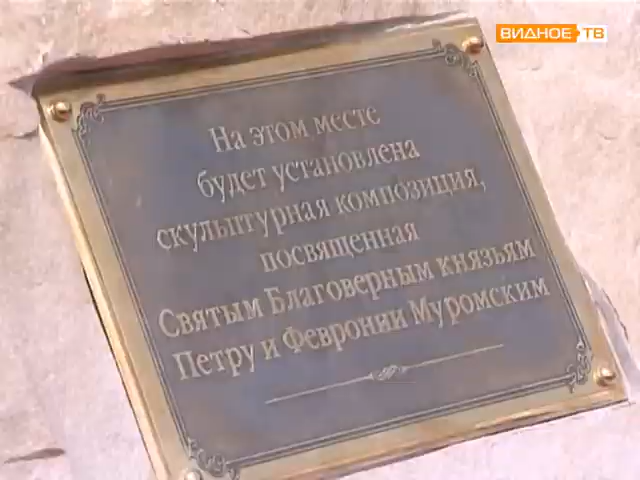 ВИДНОЕ ТВ
На этом месте
будет установлена
скульптурная композиция,
посвященная
Святым Благоверным князьям
Петру и Февронии Муромским